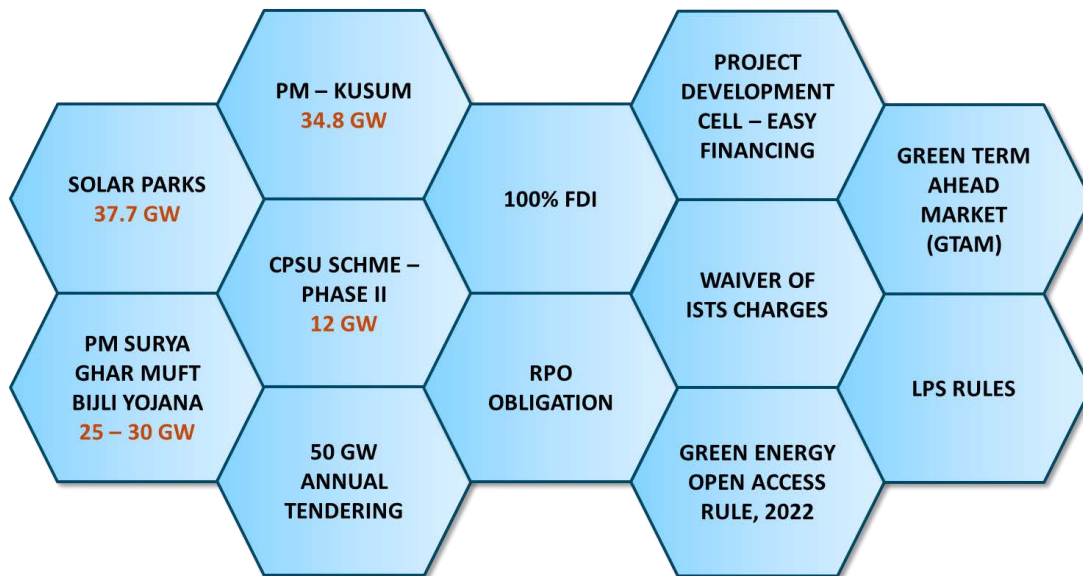 SOLAR PARKS
37.7 GW
PM SURYA
GHAR MUFT
BIJLI YOJANA
25 – 30 GW
PM – KUSUM
34.8 GW
CPSU SCHME –
PHASE II
12 GW
50 GW
ANNUAL
TENDERING
100% FDI
RPO
OBLIGATION
PROJECT
DEVELOPMENT
CELL – EASY
FINANCING
WAIVER OF
ISTS CHARGES
GREEN ENERGY
OPEN ACCESS
RULE, 2022
GREEN TERM
AHEAD
MARKET
(GTAM)
LPS RULES